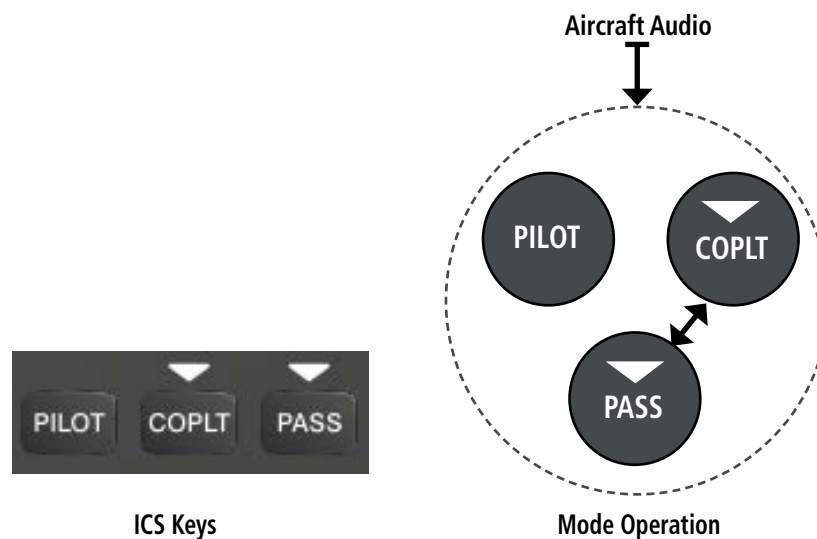 Aircraft Audio
PILOT
COPLT
PASS
PILOT COPLT PASS
ICS Keys
Mode Operation